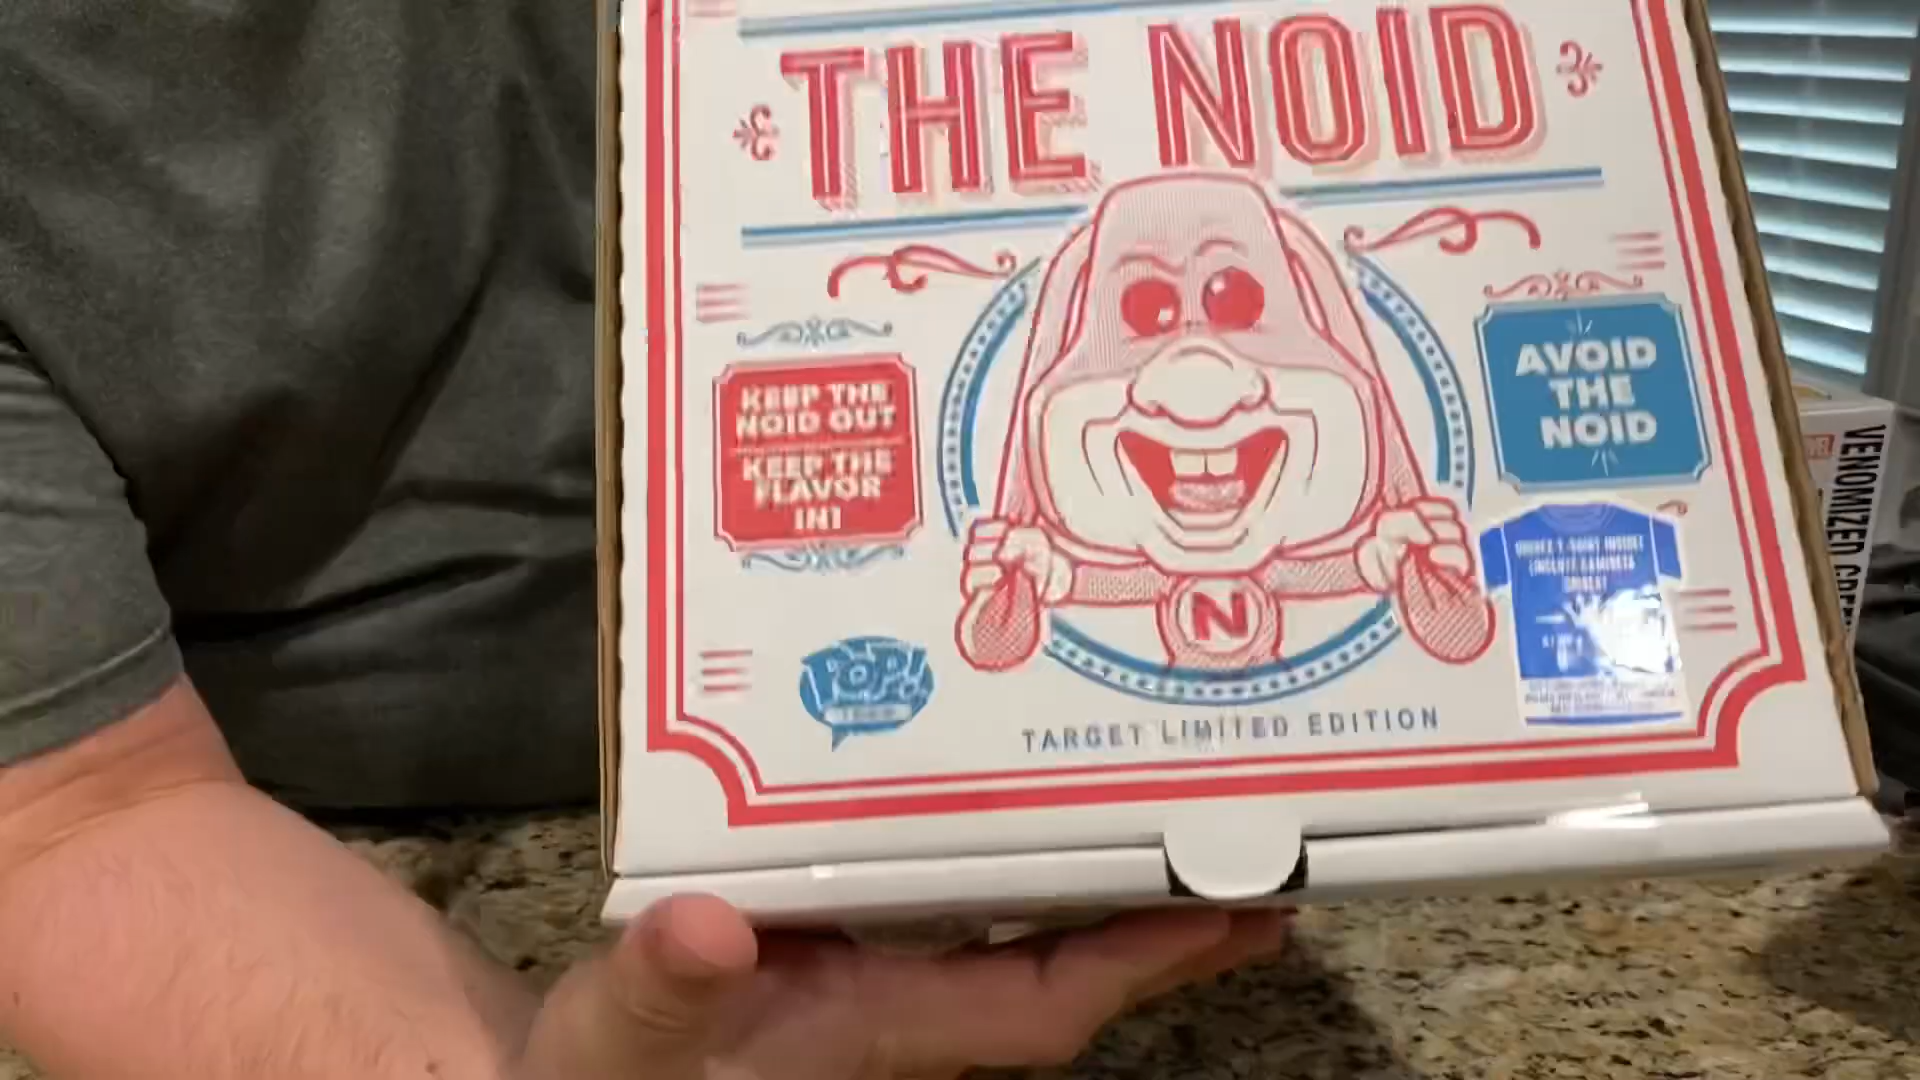 THE NOID
KEEP THE
NOID OUT
KEEP THE
FLAVOR
IN!
AVOID
THE
NOID
N
POP!
TARGET LIMITED EDITION
VENOMIZED